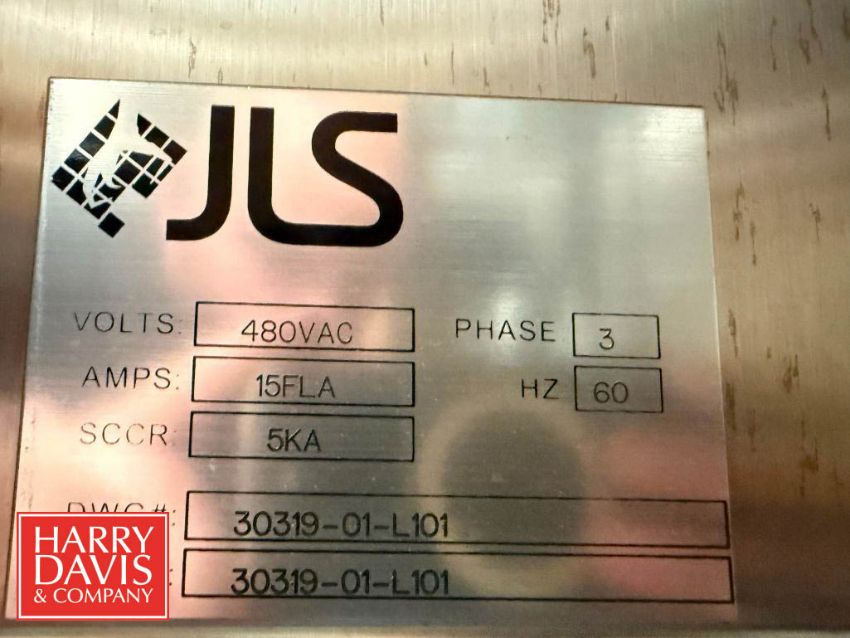 JLS
VOLTS: 480VAC PHASE 3
AMPS: 15FLA HZ 60
SCCR: 5KA
DWG#: 30319-01-L101
30319-01-L101
HARRY
DAVIS
& COMPANY